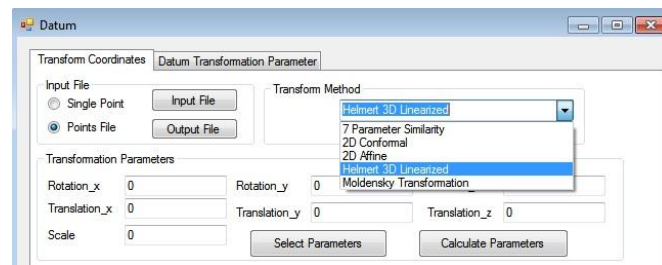 Datum
Transform Coordinates Datum Transformation Parameter
Input File
Transform Method
Single Point Input File
Helmert 3D Linearized
Points File Output File
7 Parameter Similarity
2D Conformal
2D Affine
Helmert 3D Linearized
Moldensky Transformation
Transformation Parameters
Rotation_x 0 Rotation_y 0
Translation_x 0 Translation_y 0 Translation_z 0
Scale 0 Select Parameters Calculate Parameters